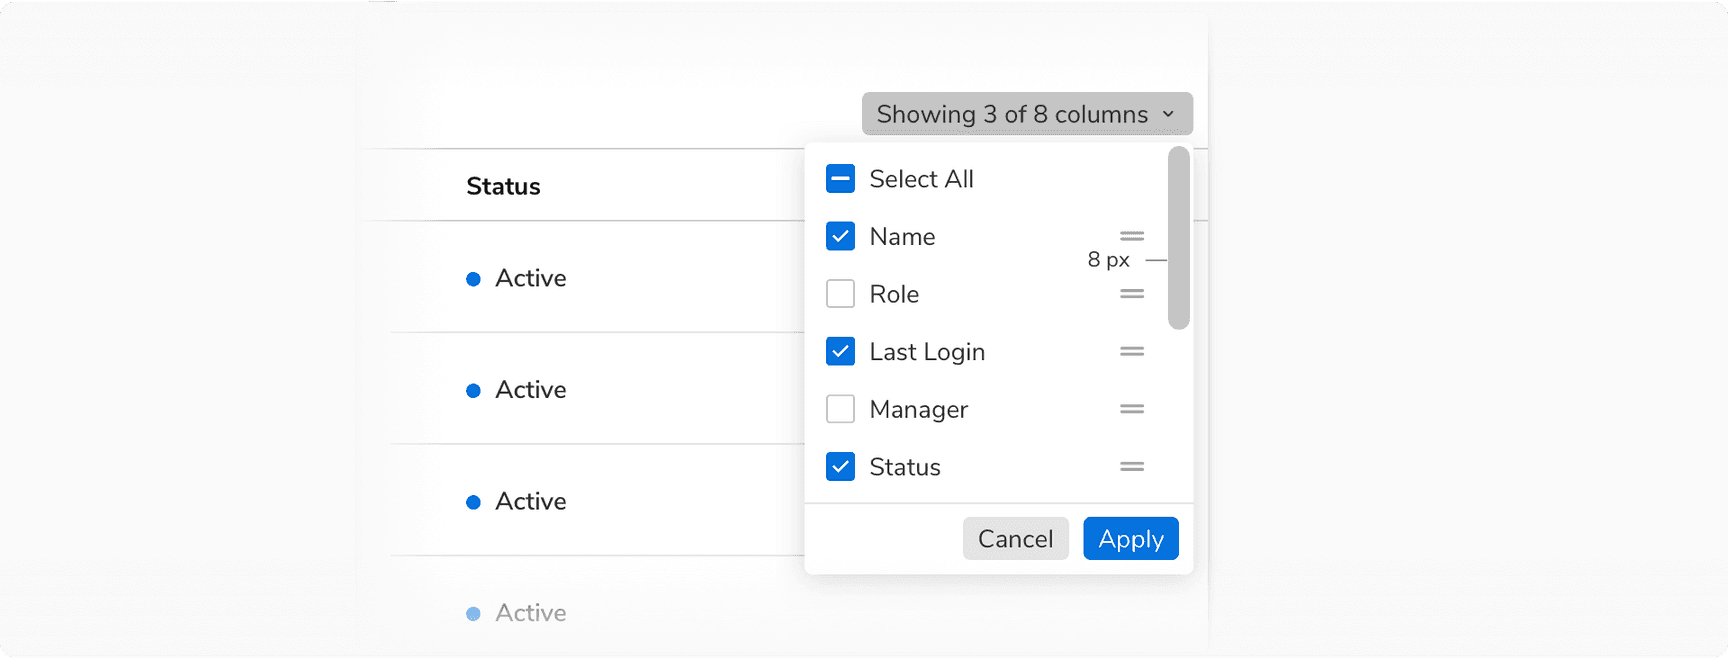 Showing 3 of 8 columns
Status
Select All
Name
8 px
Role
Last Login
Manager
Status
Cancel
Apply
Active
Active
Active
Active